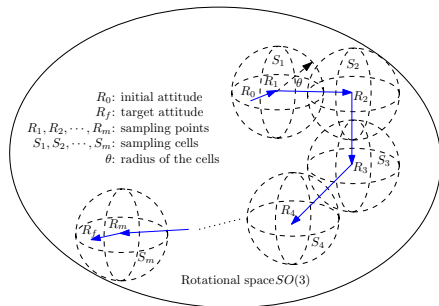 S₁
S₂
R₁
θ
R₀
R₂
R₀: initial attitude
R_f: target attitude
R₁, R₂, ⋯, R_m: sampling points
S₁, S₂, ⋯, S_m: sampling cells
θ: radius of the cells
S₃
R₃
R₄
S₄
R_m
R_f
S_m
Rotational space SO(3)